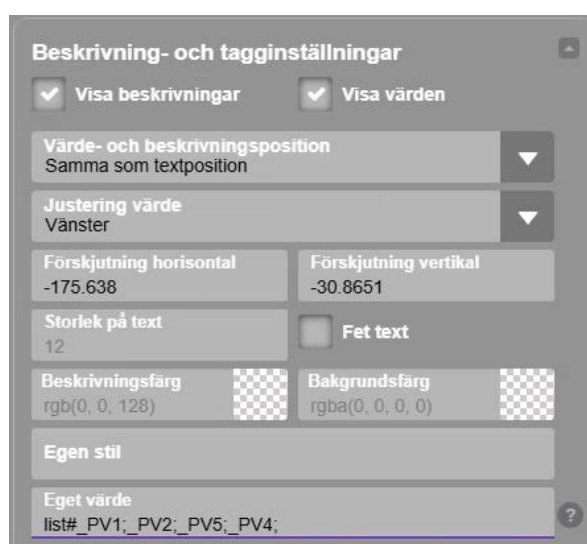 Beskrivning- och tagginställningar
Visa beskrivningar Visa värden
Värde- och beskrivningsposition
Samma som textposition
Justering värde
Vänster
Förskjutning horisontal Förskjutning vertikal
-175.638 -30.8651
Storlek på text Fet text
12
Beskrivningsfärg Bakgrundsfärg
rgb(0, 0, 128) rgba(0, 0, 0, 0)
Egen stil
Eget värde
list#_PV1;_PV2;_PV5;_PV4;
?